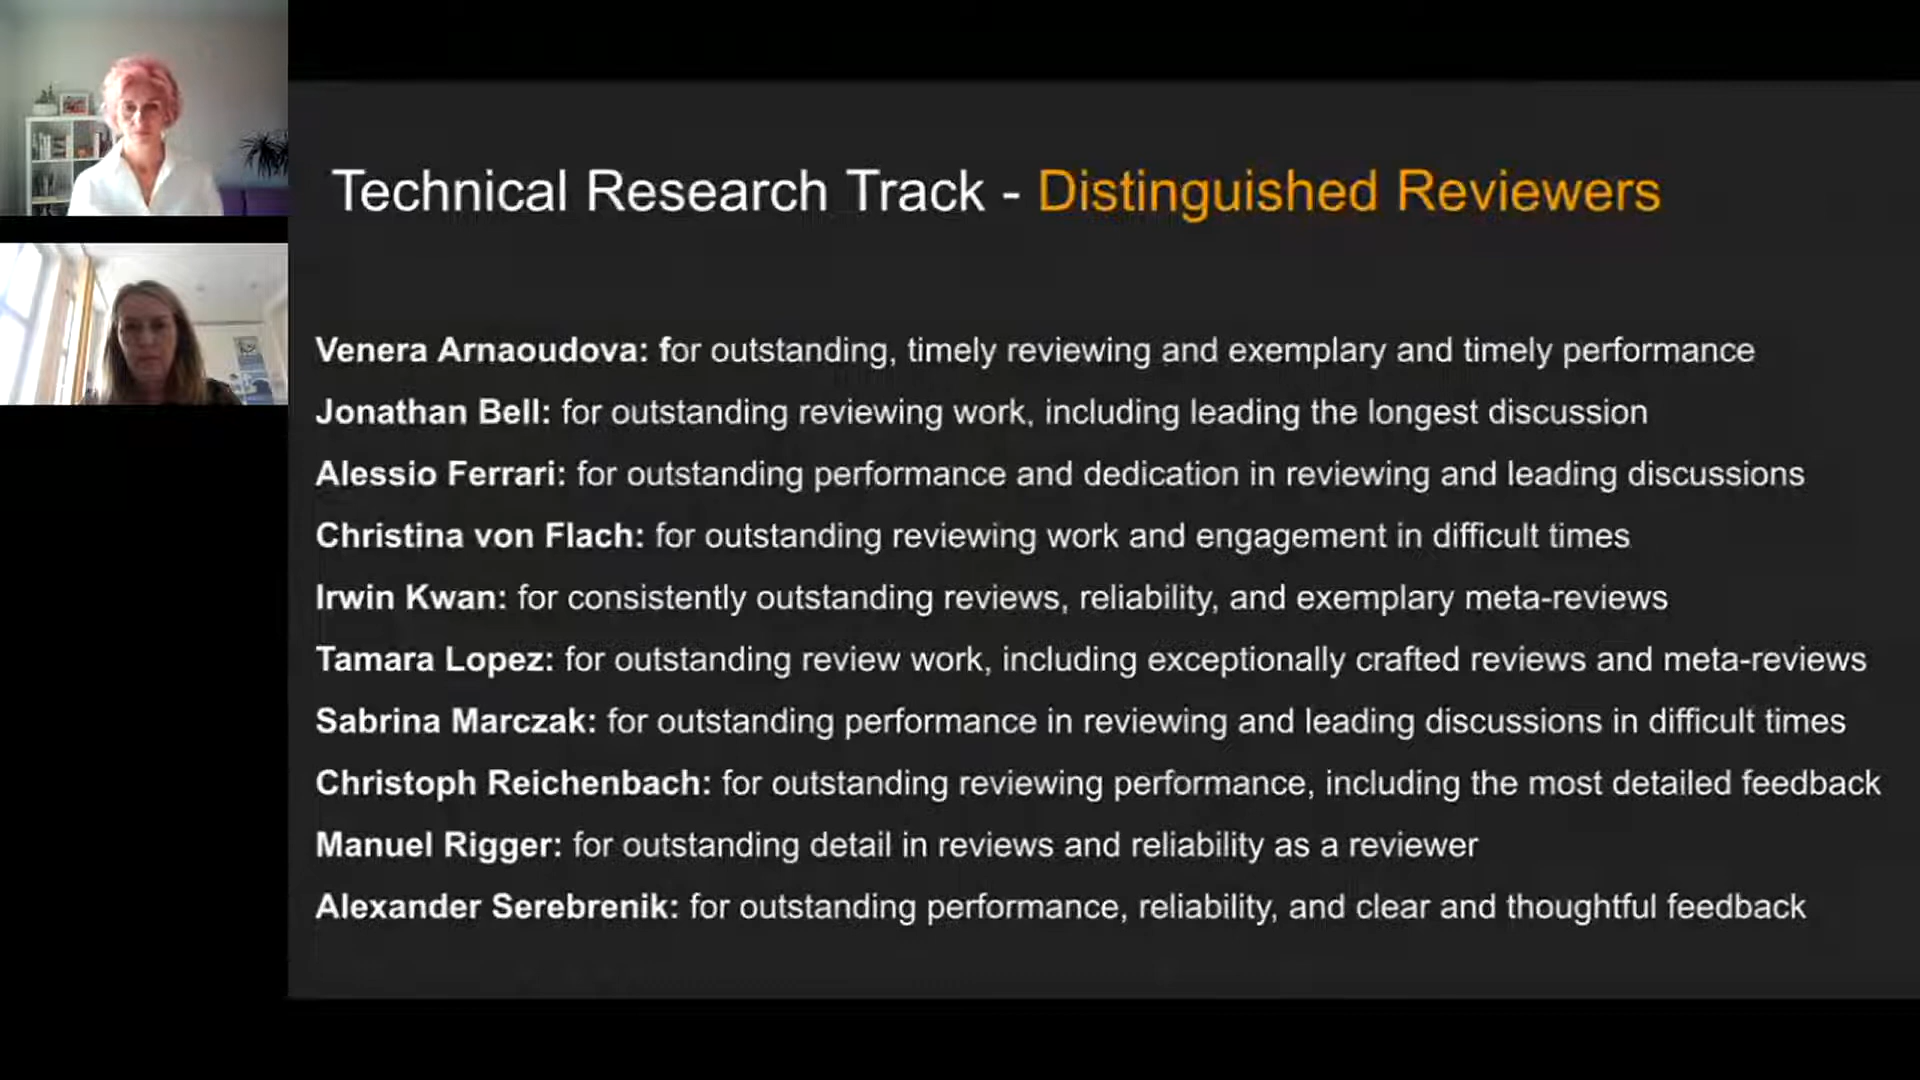 Technical Research Track - Distinguished Reviewers
Venera Arnaoudova: for outstanding, timely reviewing and exemplary and timely performance
Jonathan Bell: for outstanding reviewing work, including leading the longest discussion
Alessio Ferrari: for outstanding performance and dedication in reviewing and leading discussions
Christina von Flach: for outstanding reviewing work and engagement in difficult times
Irwin Kwan: for consistently outstanding reviews, reliability, and exemplary meta-reviews
Tamara Lopez: for outstanding review work, including exceptionally crafted reviews and meta-reviews
Sabrina Marczak: for outstanding performance in reviewing and leading discussions in difficult times
Christoph Reichenbach: for outstanding reviewing performance, including the most detailed feedback
Manuel Rigger: for outstanding detail in reviews and reliability as a reviewer
Alexander Serebrenik: for outstanding performance, reliability, and clear and thoughtful feedback